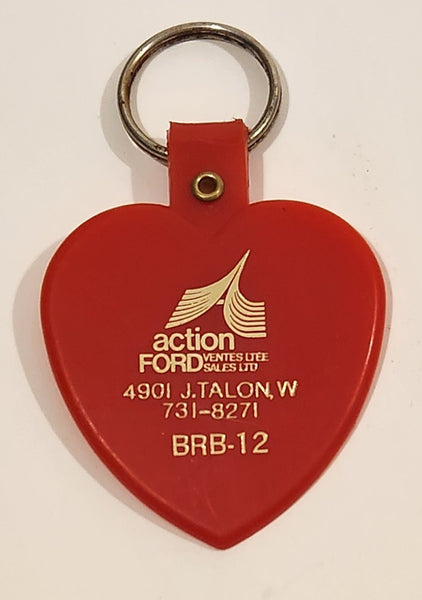 action
FORD VENTES LTÉE
SALES LTD
4901 J.TALON, W
731-8271
BRB-12